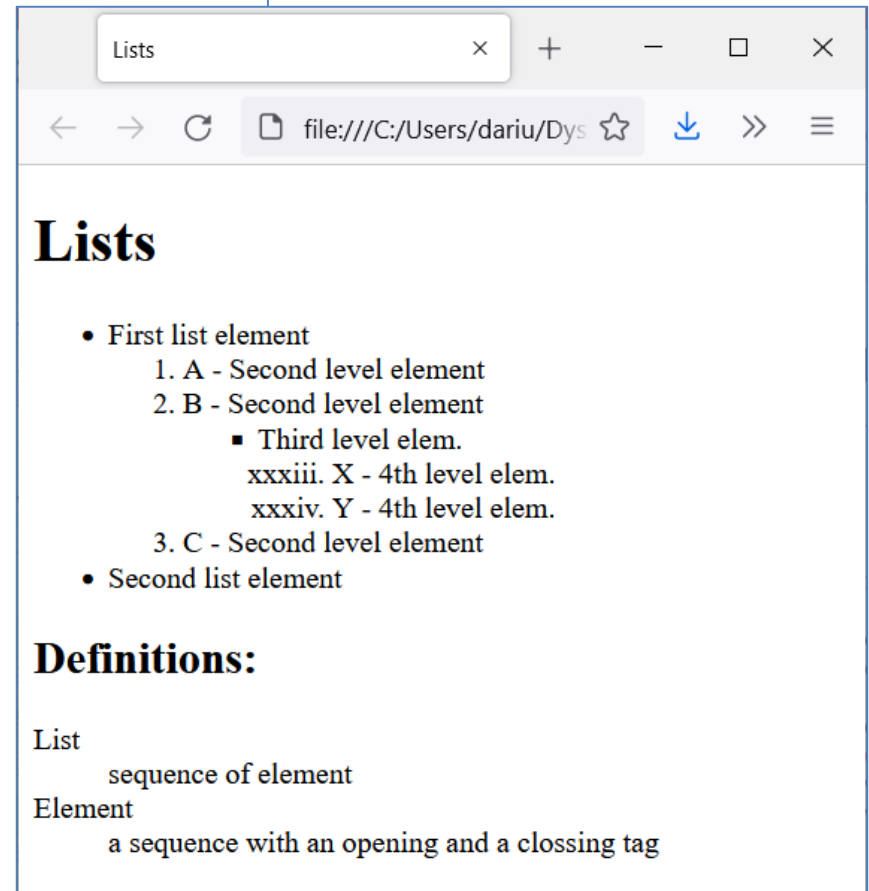 Lists
file:///C:/Users/dariu/Dys
Lists
• First list element
1. A - Second level element
2. B - Second level element
▪ Third level elem.
xxxiii. X - 4th level elem.
xxxiv. Y - 4th level elem.
3. C - Second level element
• Second list element
Definitions:
List
sequence of element
Element
a sequence with an opening and a clossing tag